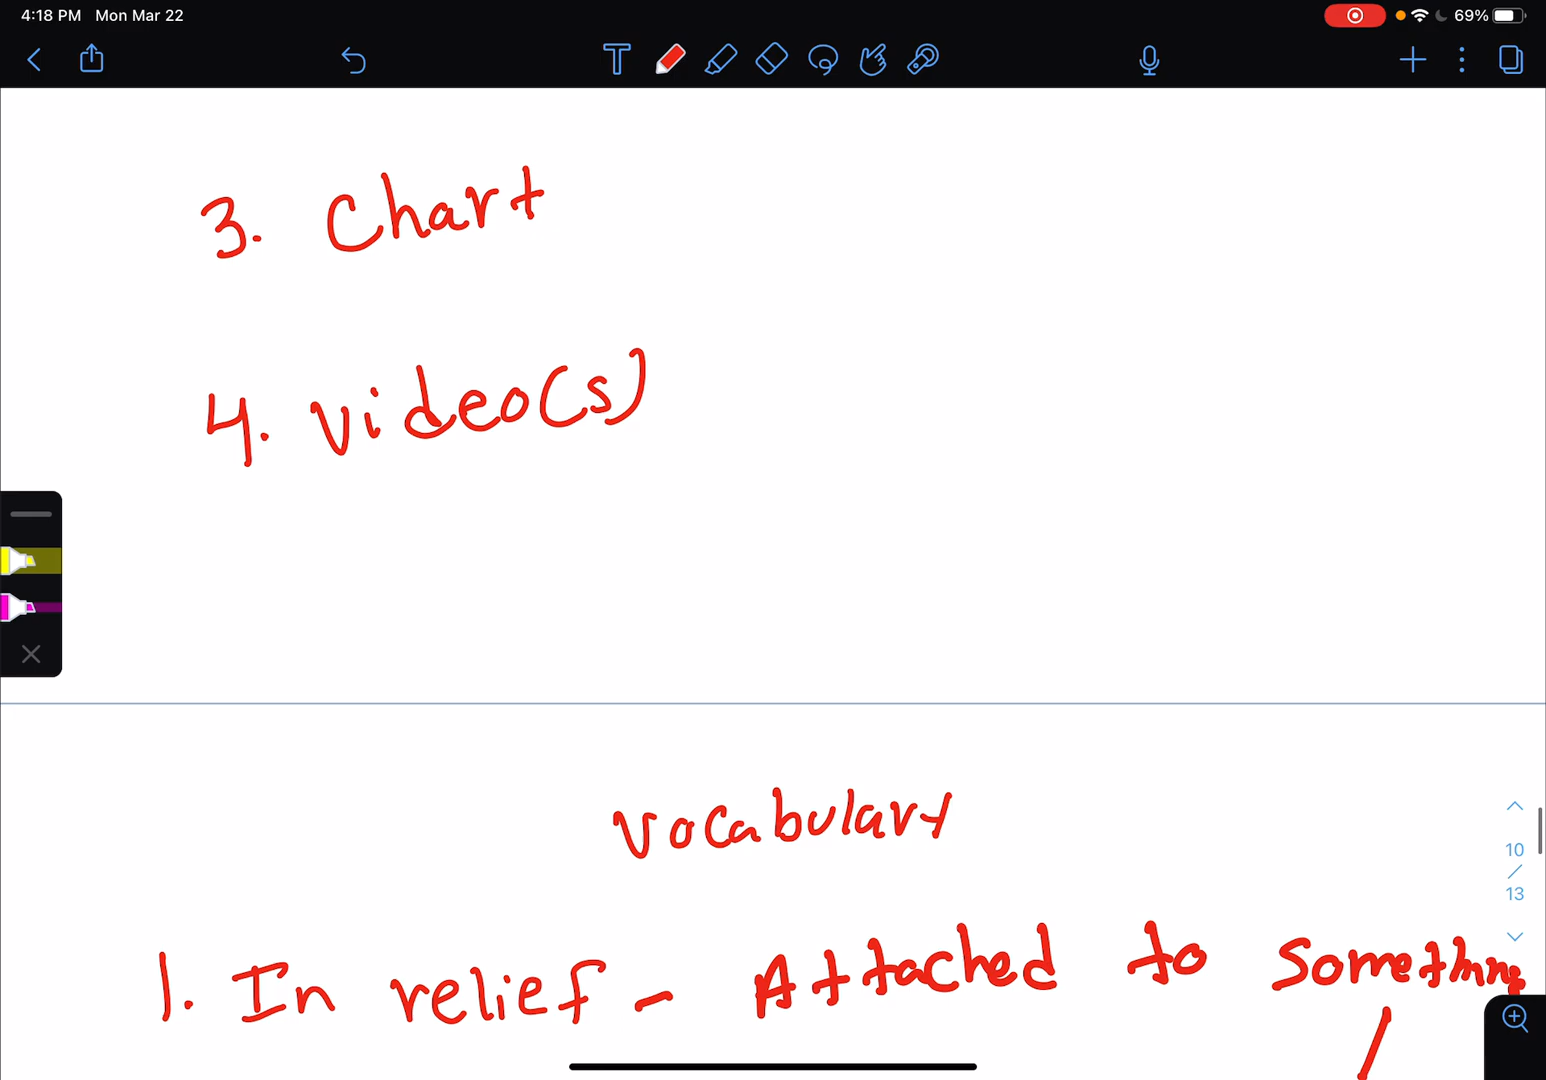 4:18 PM Mon Mar 22
69%
3. Chart
4. Video(s)
Vocabulary
10
/
13
1. In relief - Attached to Something